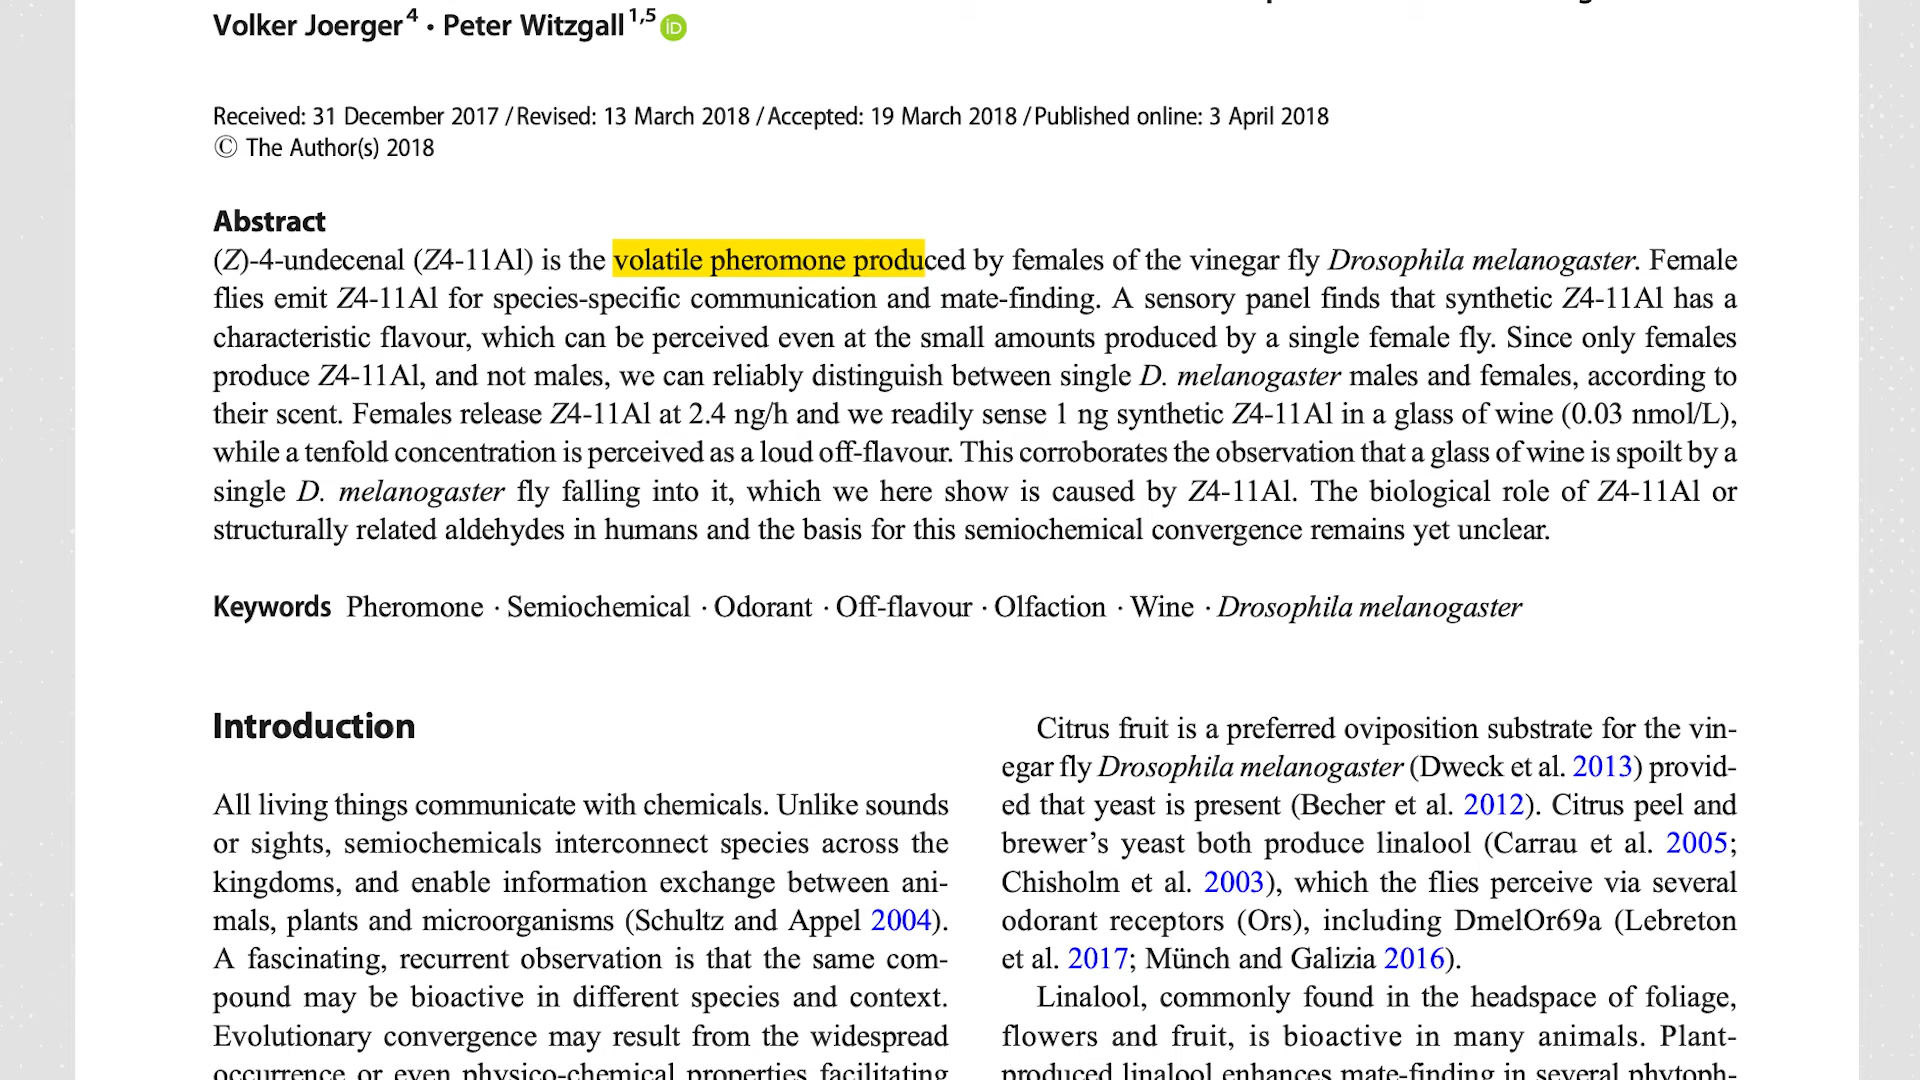 Volker Joerger4 · Peter Witzgall1,5 iD
Received: 31 December 2017 / Revised: 13 March 2018 / Accepted: 19 March 2018 / Published online: 3 April 2018
© The Author(s) 2018
Abstract
(Z)-4-undecenal (Z4-11Al) is the volatile pheromone produced by females of the vinegar fly Drosophila melanogaster. Female
flies emit Z4-11Al for species-specific communication and mate-finding. A sensory panel finds that synthetic Z4-11Al has a
characteristic flavour, which can be perceived even at the small amounts produced by a single female fly. Since only females
produce Z4-11Al, and not males, we can reliably distinguish between single D. melanogaster males and females, according to
their scent. Females release Z4-11Al at 2.4 ng/h and we readily sense 1 ng synthetic Z4-11Al in a glass of wine (0.03 nmol/L),
while a tenfold concentration is perceived as a loud off-flavour. This corroborates the observation that a glass of wine is spoilt by a
single D. melanogaster fly falling into it, which we here show is caused by Z4-11Al. The biological role of Z4-11Al or
structurally related aldehydes in humans and the basis for this semiochemical convergence remains yet unclear.
Keywords Pheromone · Semiochemical · Odorant · Off-flavour · Olfaction · Wine · Drosophila melanogaster
Introduction
All living things communicate with chemicals. Unlike sounds
or sights, semiochemicals interconnect species across the
kingdoms, and enable information exchange between ani-
mals, plants and microorganisms (Schultz and Appel 2004).
A fascinating, recurrent observation is that the same com-
pound may be bioactive in different species and context.
Evolutionary convergence may result from the widespread
occurrence or even physico-chemical properties facilitating
Citrus fruit is a preferred oviposition substrate for the vin-
egar fly Drosophila melanogaster (Dweck et al. 2013) provid-
ed that yeast is present (Becher et al. 2012). Citrus peel and
brewer's yeast both produce linalool (Carrau et al. 2005;
Chisholm et al. 2003), which the flies perceive via several
odorant receptors (Ors), including DmelOr69a (Lebreton
et al. 2017; Münch and Galizia 2016).
Linalool, commonly found in the headspace of foliage,
flowers and fruit, is bioactive in many animals. Plant-
produced linalool enhances mate-finding in several phytoph-